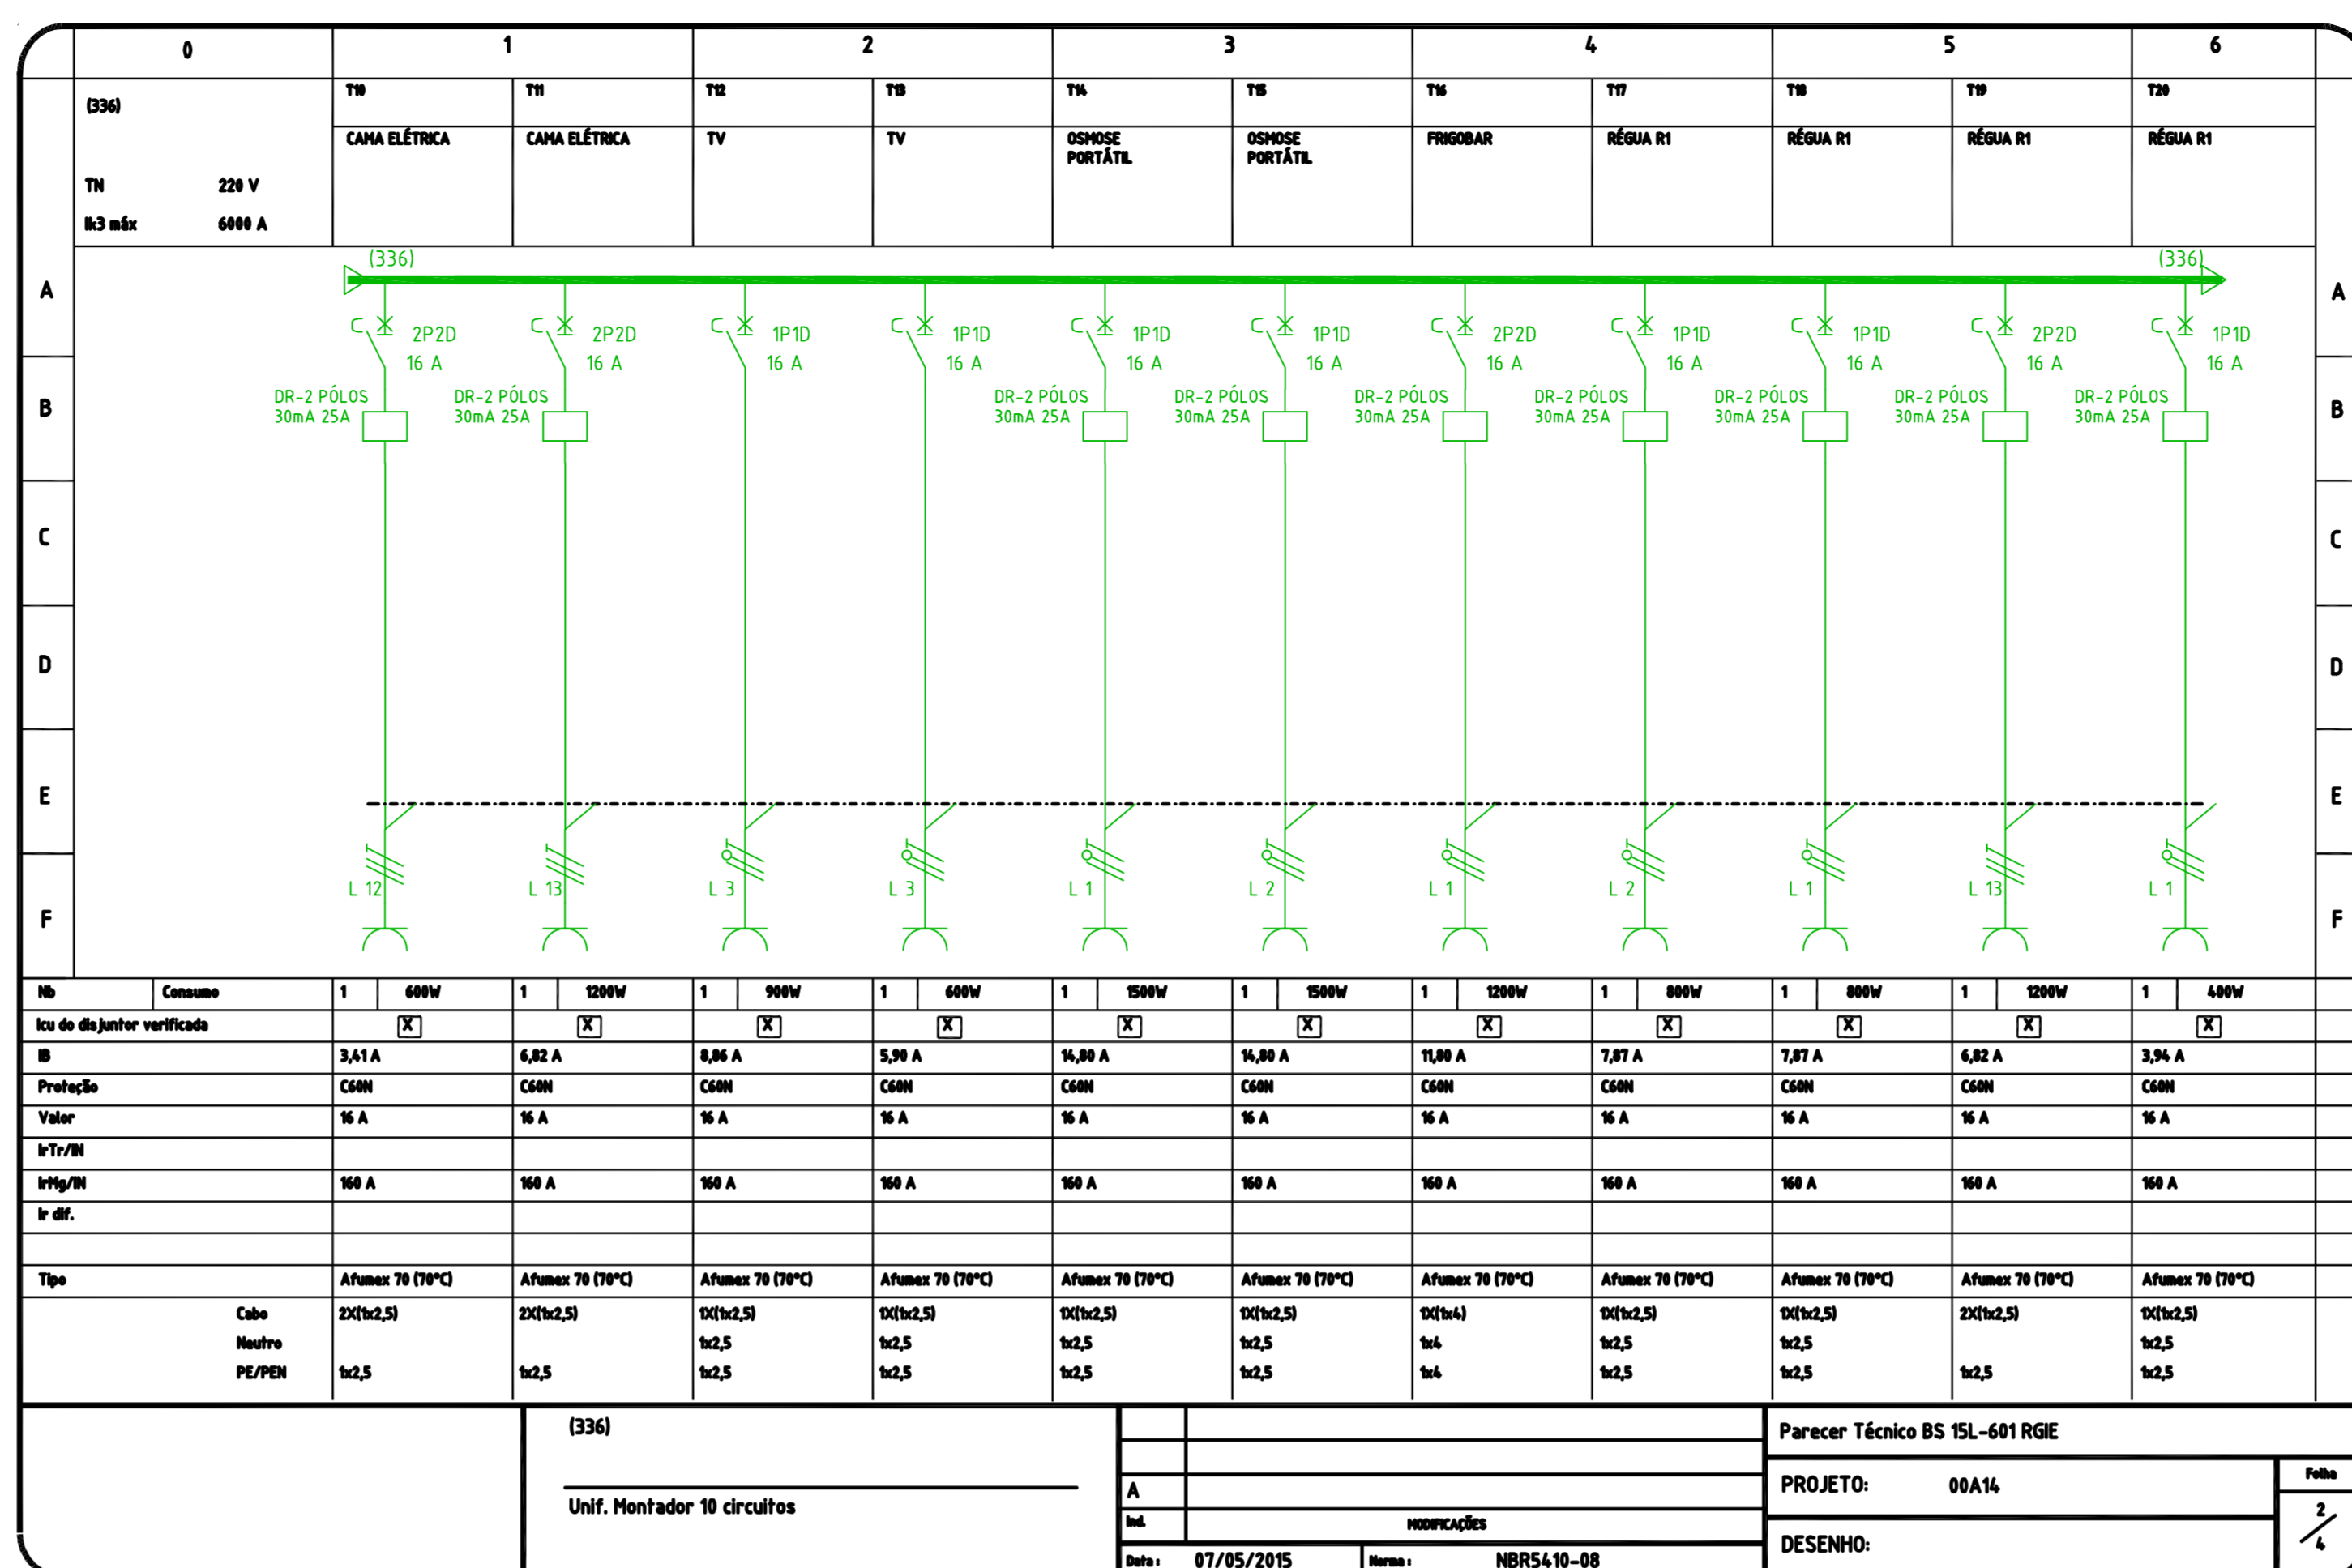 0 1 2 3 4 5 6
(336) T10 T11 T12 T13 T14 T15 T16 T17 T18 T19 T20
CAMA ELÉTRICA CAMA ELÉTRICA TV TV OSMOSE PORTÁTIL OSMOSE PORTÁTIL FRIGOBAR RÉGUA R1 RÉGUA R1 RÉGUA R1 RÉGUA R1
TN 220 V
Ik3 máx 6000 A
(336) (336)
A A
C C C C C C C C C C C
2P2D 2P2D 1P1D 1P1D 1P1D 1P1D 2P2D 1P1D 1P1D 2P2D 1P1D
16 A 16 A 16 A 16 A 16 A 16 A 16 A 16 A 16 A 16 A 16 A
DR-2 PÓLOS DR-2 PÓLOS DR-2 PÓLOS DR-2 PÓLOS DR-2 PÓLOS DR-2 PÓLOS DR-2 PÓLOS DR-2 PÓLOS DR-2 PÓLOS
B 30mA 25A 30mA 25A 30mA 25A 30mA 25A 30mA 25A 30mA 25A 30mA 25A 30mA 25A 30mA 25A B
C C
D D
E E
L 12 L 13 L 3 L 3 L 1 L 2 L 1 L 2 L 1 L 13 L 1
F F
Nb Consumo 1 600W 1 1200W 1 900W 1 600W 1 1500W 1 1500W 1 1200W 1 800W 1 800W 1 1200W 1 400W
Icu do disjuntor verificada X X X X X X X X X X X
IB 3,41 A 6,82 A 8,86 A 5,90 A 14,80 A 14,80 A 11,80 A 7,87 A 7,87 A 6,82 A 3,94 A
Proteção C60N C60N C60N C60N C60N C60N C60N C60N C60N C60N C60N
Valor 16 A 16 A 16 A 16 A 16 A 16 A 16 A 16 A 16 A 16 A 16 A
IrTr/IN
IrMg/IN 160 A 160 A 160 A 160 A 160 A 160 A 160 A 160 A 160 A 160 A 160 A
Ir dif.
Tipo Afumex 70 (70°C) Afumex 70 (70°C) Afumex 70 (70°C) Afumex 70 (70°C) Afumex 70 (70°C) Afumex 70 (70°C) Afumex 70 (70°C) Afumex 70 (70°C) Afumex 70 (70°C) Afumex 70 (70°C) Afumex 70 (70°C)
Cabo 2X(1x2,5) 2X(1x2,5) 1X(1x2,5) 1X(1x2,5) 1X(1x2,5) 1X(1x2,5) 1X(1x4) 1X(1x2,5) 1X(1x2,5) 2X(1x2,5) 1X(1x2,5)
Neutro 1x2,5 1x2,5 1x2,5 1x2,5 1x4 1x2,5 1x2,5 1x2,5
PE/PEN 1x2,5 1x2,5 1x2,5 1x2,5 1x2,5 1x2,5 1x4 1x2,5 1x2,5 1x2,5 1x2,5
(336)
Unif. Montador 10 circuitos
A
Ind. MODIFICAÇÕES
Data : 07/05/2015 Norma : NBR5410-08
Parecer Técnico BS 15L-601 RGIE
PROJETO: 00A14
DESENHO:
Folha
2/4